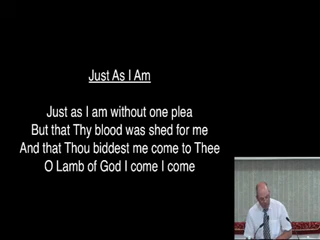 Just As I Am
Just as I am without one plea
But that Thy blood was shed for me
And that Thou biddest me come to Thee
O Lamb of God I come I come